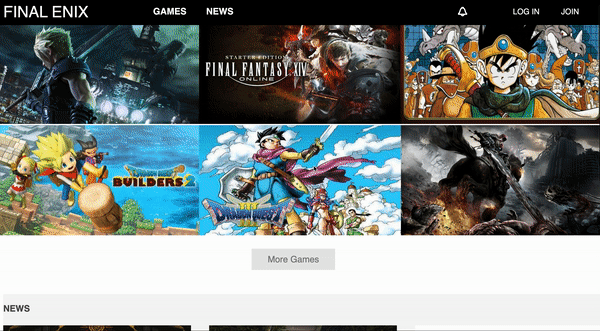 FINAL ENIX GAMES NEWS LOG IN JOIN
STARTER EDITION
FINAL FANTASY XIV
ONLINE
DRAGON QUEST
BUILDERS 2
DRAGON QUEST
III
More Games
NEWS